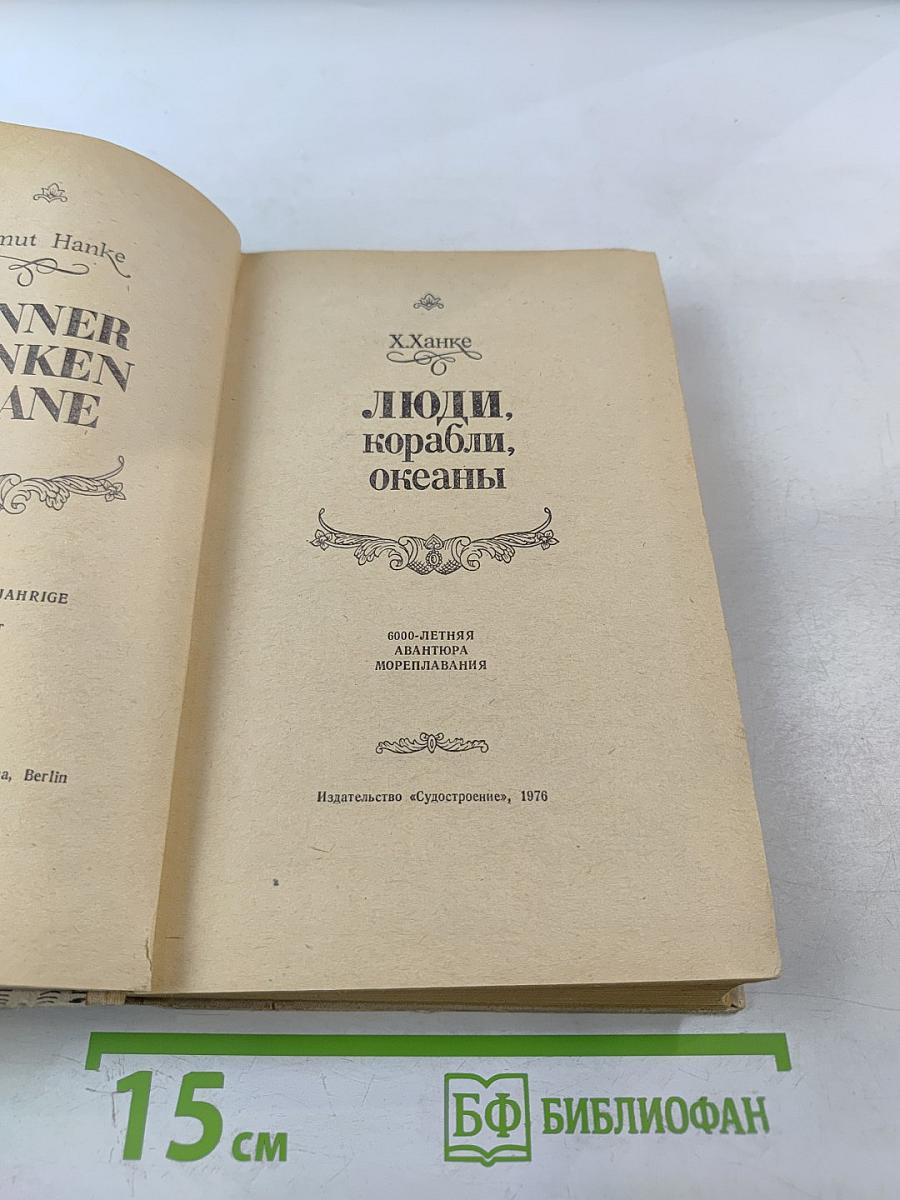 mut Hanke
NNER
NKEN
ANE
JAHRIGE
a, Berlin
Х.Ханке
ЛЮДИ,
корабли,
океаны
6000-ЛЕТНЯЯ
АВАНТЮРА
МОРЕПЛАВАНИЯ
Издательство «Судостроение», 1976
15 см
БФ БИБЛИОФАН